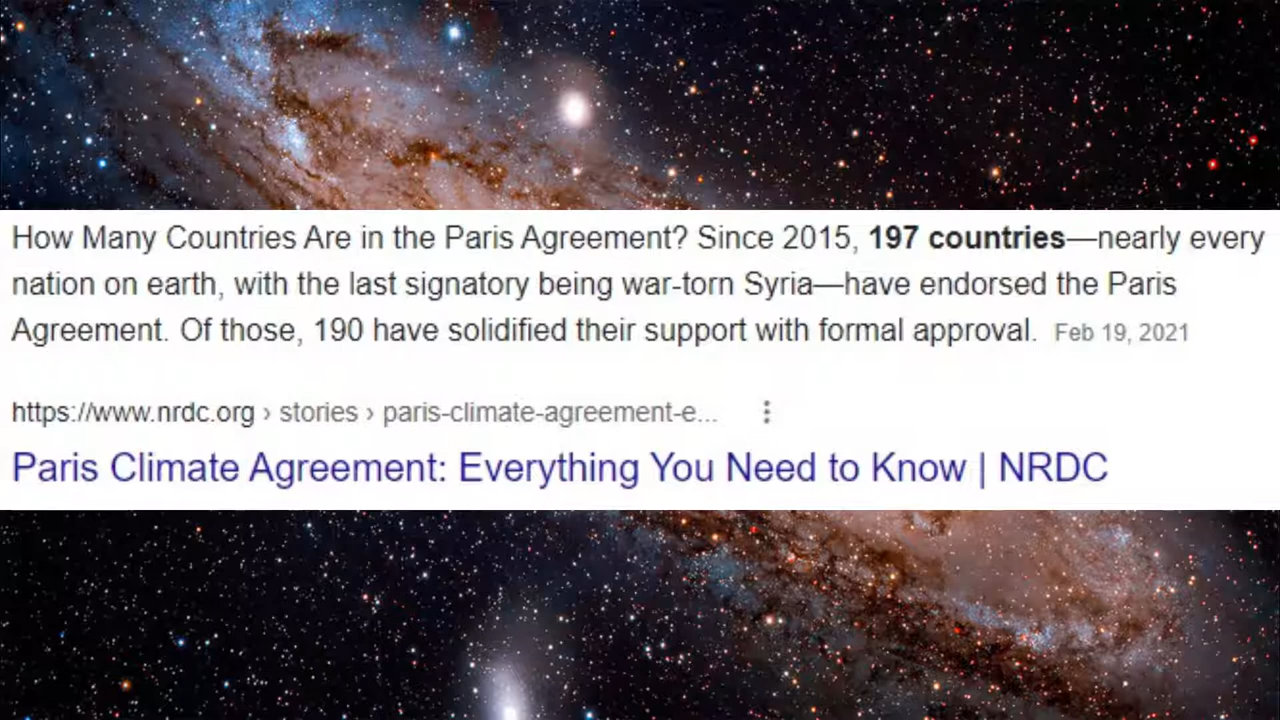 How Many Countries Are in the Paris Agreement? Since 2015, 197 countries—nearly every
nation on earth, with the last signatory being war-torn Syria—have endorsed the Paris
Agreement. Of those, 190 have solidified their support with formal approval. Feb 19, 2021
https://www.nrdc.org › stories › paris-climate-agreement-e...
Paris Climate Agreement: Everything You Need to Know | NRDC